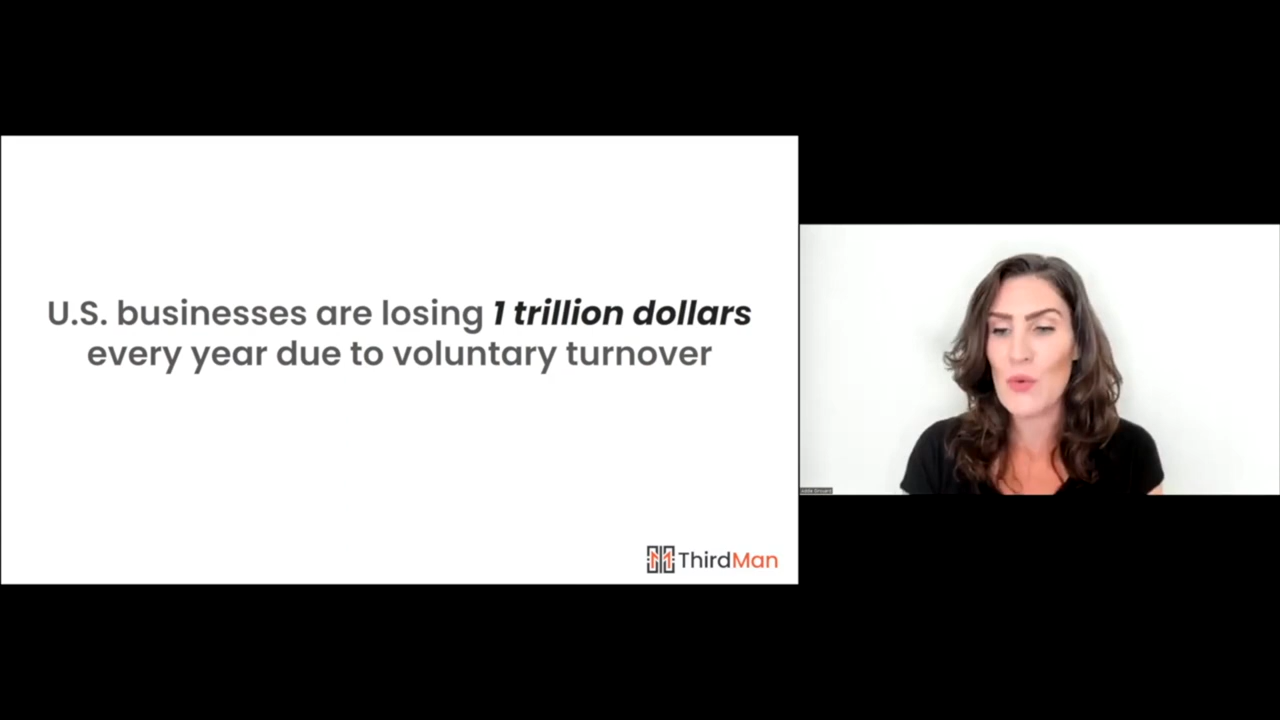 U.S. businesses are losing 1 trillion dollars
every year due to voluntary turnover
ThirdMan